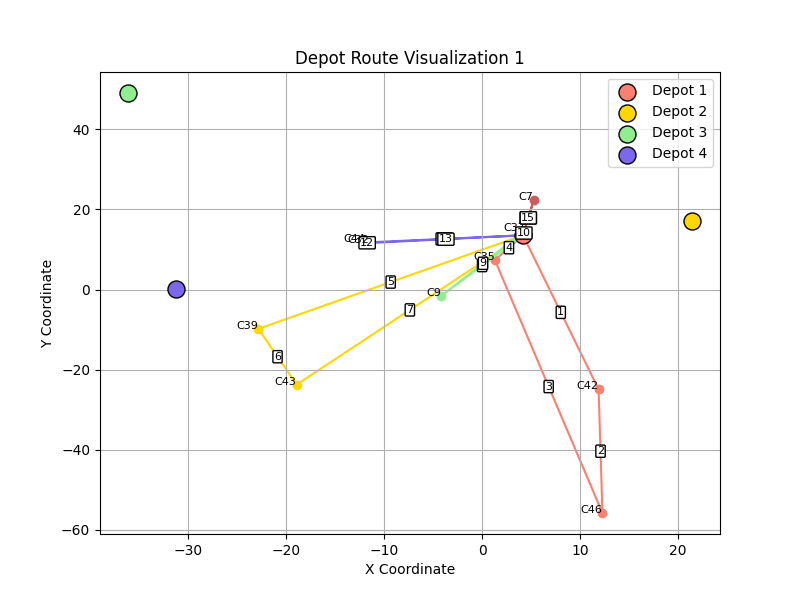 Depot Route Visualization 1
Depot 1
Depot 2
Depot 3
Depot 4
40
20
0
−20
−40
−60
−30
−20
−10
0
10
20
X Coordinate
Y Coordinate
C7
15
10
4
C35
9
12
13
5
C9
7
1
C39
6
C43
3
C42
2
C46